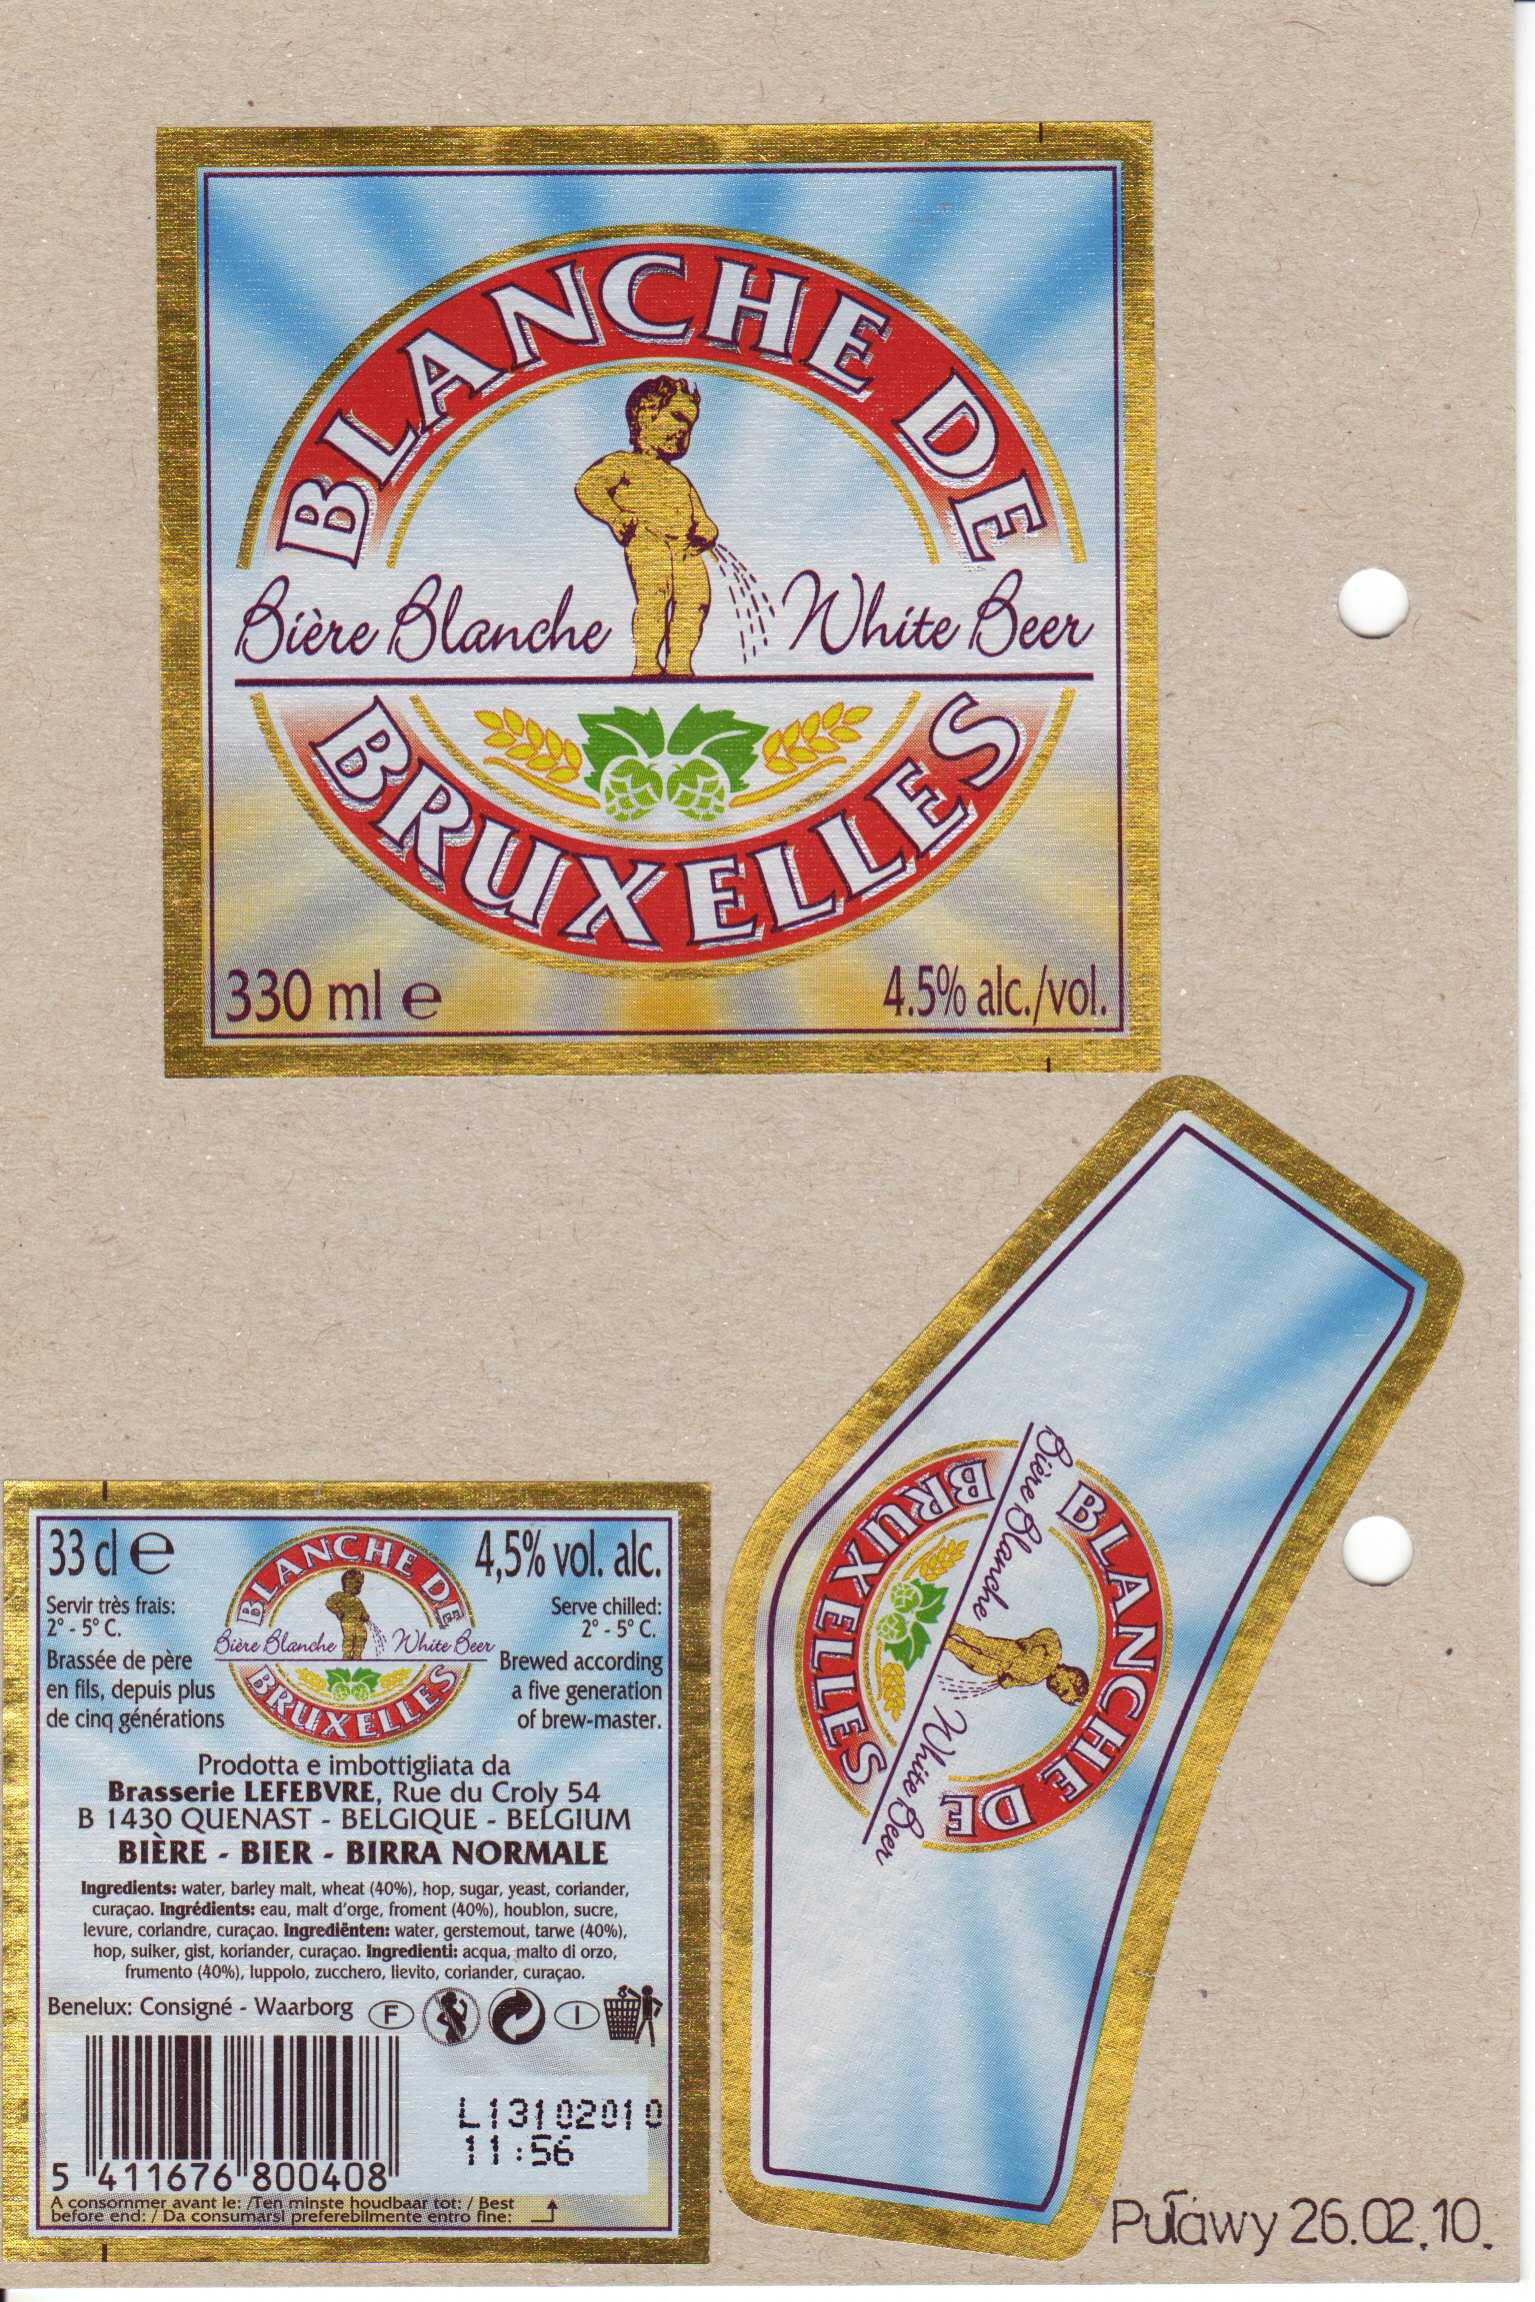 BLANCHE DE
Bière Blanche White Beer
BRUXELLES
330 ml e
4.5% alc./vol.
BLANCHE DE
Bière Blanche White Beer
BRUXELLES
33 cl e
4,5% vol. alc.
BLANCHE DE
Bière Blanche White Beer
BRUXELLES
Servir très frais:
2° - 5° C.
Brassée de père
en fils, depuis plus
de cinq générations
Serve chilled:
2° - 5° C.
Brewed according
a five generation
of brew-master.
Prodotta e imbottigliata da
Brasserie LEFEBVRE, Rue du Croly 54
B 1430 QUENAST - BELGIQUE - BELGIUM
BIÈRE - BIER - BIRRA NORMALE
Ingredients: water, barley malt, wheat (40%), hop, sugar, yeast, coriander,
curaçao. Ingrédients: eau, malt d'orge, froment (40%), houblon, sucre,
levure, coriandre, curaçao. Ingrediënten: water, gerstemout, tarwe (40%),
hop, suiker, gist, koriander, curaçao. Ingredienti: acqua, malto di orzo,
frumento (40%), luppolo, zucchero, lievito, coriander, curaçao.
Benelux: Consigné - Waarborg F I
L13102010
11:56
5 411676 800408
A consommer avant le: /Ten minste houdbaar tot: / Best
before end: / Da consumarsi preferebilmente entro fine:
Puławy 26.02.10.